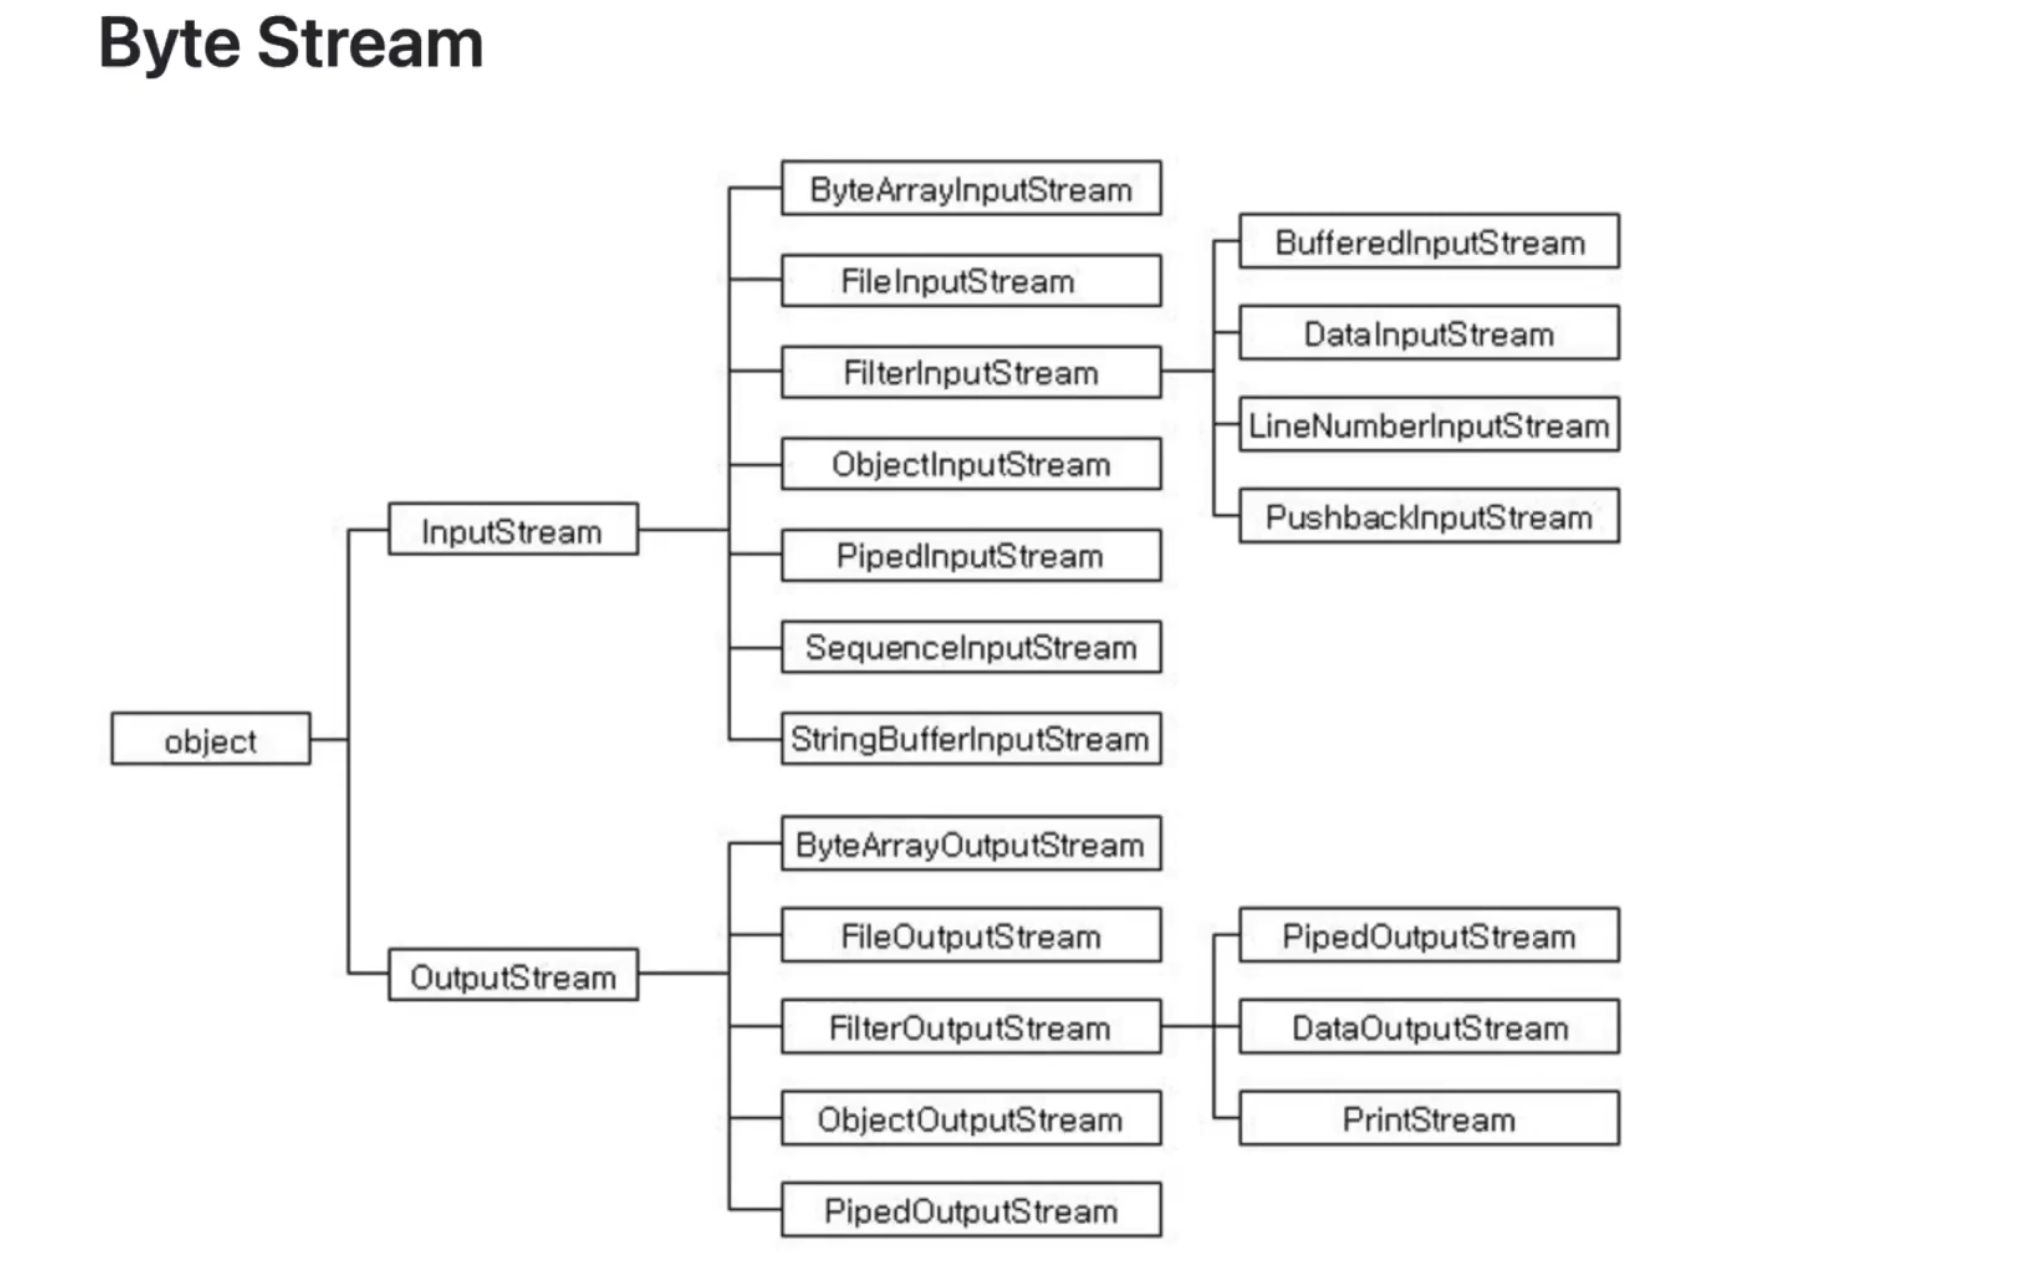 Byte Stream
ByteArrayInputStream
BufferedInputStream
FileInputStream
DataInputStream
FilterInputStream
LineNumberInputStream
ObjectInputStream
PushbackInputStream
InputStream
PipedInputStream
SequenceInputStream
object
StringBufferInputStream
ByteArrayOutputStream
FileOutputStream
PipedOutputStream
OutputStream
FilterOutputStream
DataOutputStream
ObjectOutputStream
PrintStream
PipedOutputStream